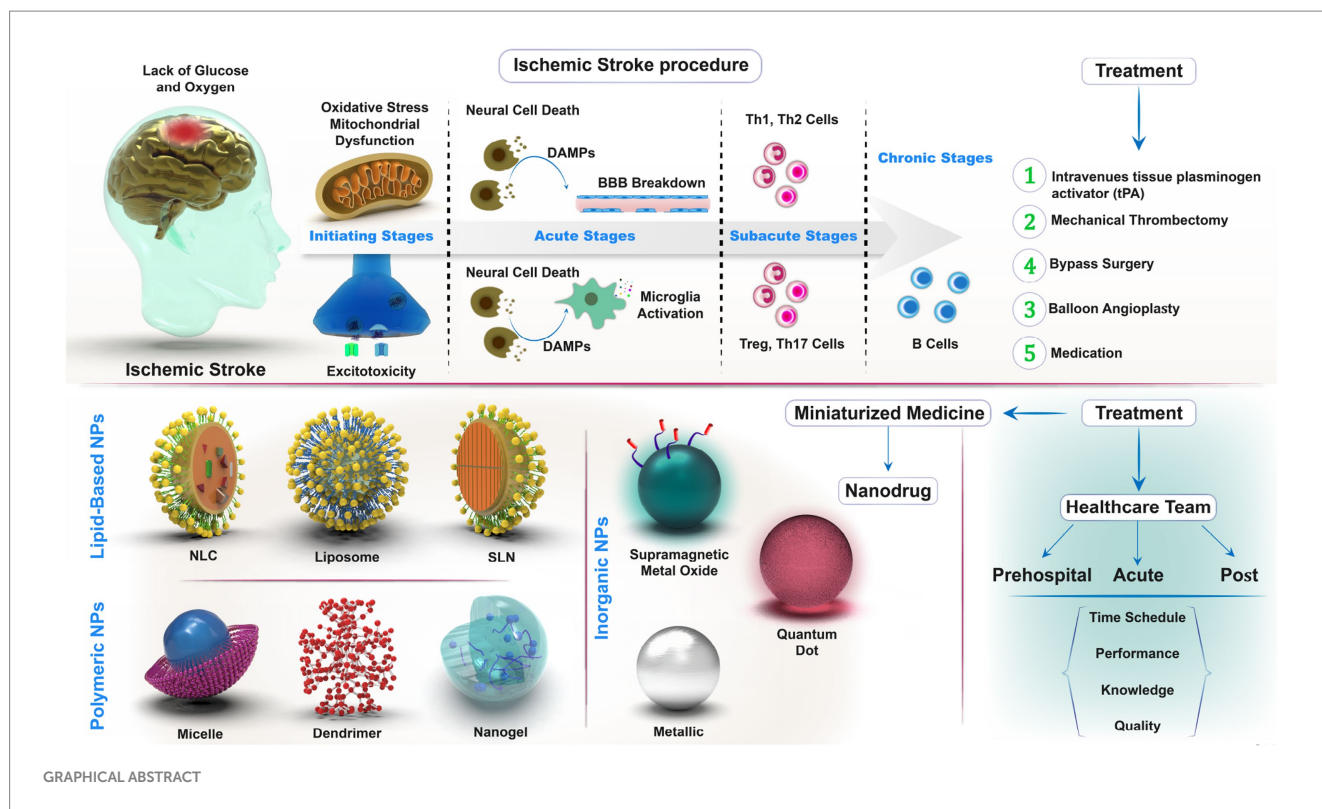 Ischemic Stroke procedure
Lack of Glucose
and Oxygen
Ischemic Stroke
Oxidative Stress
Mitochondrial
Dysfunction
Initiating Stages
Excitotoxicity
Neural Cell Death
DAMPs
BBB Breakdown
Acute Stages
Neural Cell Death
DAMPs
Microglia
Activation
Th1, Th2 Cells
Subacute Stages
Treg, Th17 Cells
Chronic Stages
B Cells
Treatment
1 Intravenues tissue plasminogen
activator (tPA)
2 Mechanical Thrombectomy
4 Bypass Surgery
3 Balloon Angioplasty
5 Medication
Lipid-Based NPs
NLC
Liposome
SLN
Polymeric NPs
Micelle
Dendrimer
Nanogel
Inorganic NPs
Supramagnetic
Metal Oxide
Quantum
Dot
Metallic
Miniaturized Medicine
Nanodrug
Treatment
Healthcare Team
Prehospital
Acute
Post
Time Schedule
Performance
Knowledge
Quality
GRAPHICAL ABSTRACT